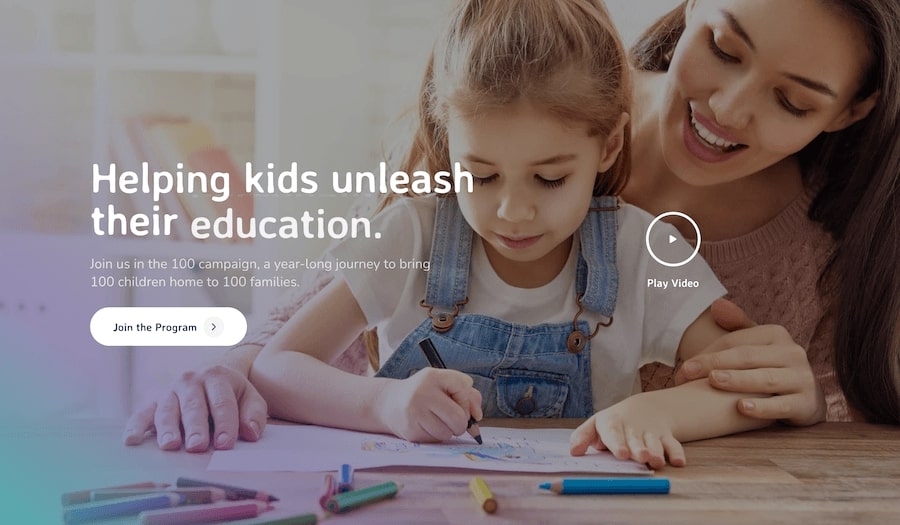 Helping kids unleash
their education.
Join us in the 100 campaign, a year-long journey to bring
100 children home to 100 families.
Play Video
Join the Program